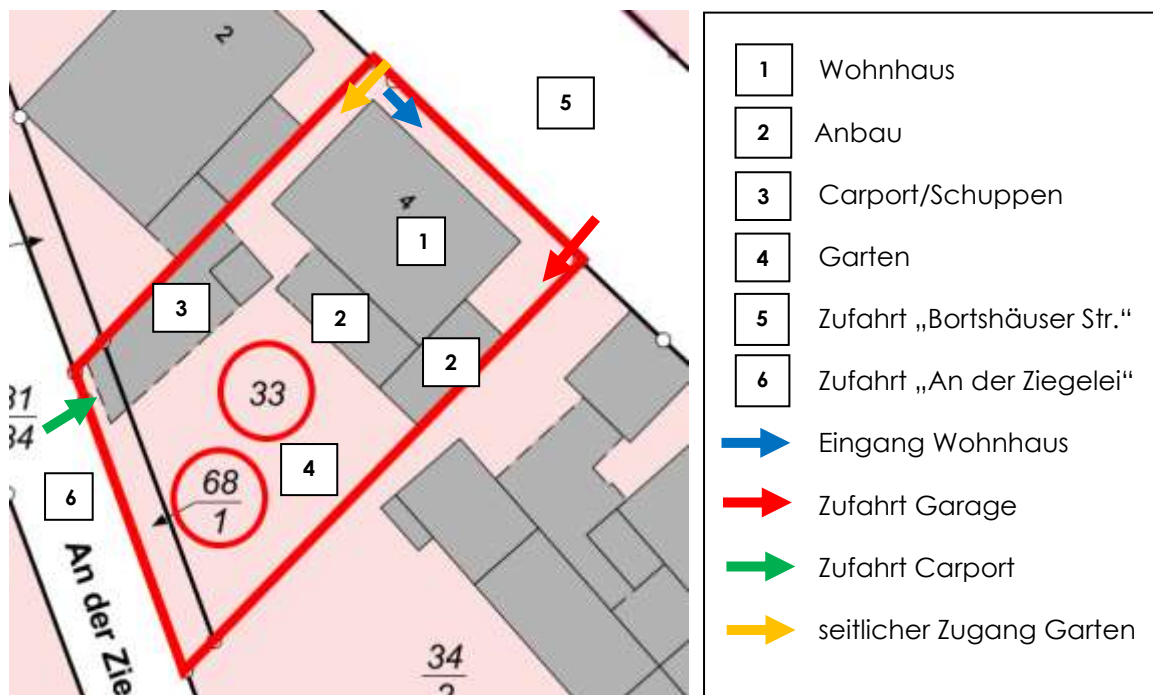 2
5
4
1
3
2
2
33
31
34
68
1
4
6
An der Zie
34
1 Wohnhaus
2 Anbau
3 Carport/Schuppen
4 Garten
5 Zufahrt „Bortshäuser Str.“
6 Zufahrt „An der Ziegelei“
Eingang Wohnhaus
Zufahrt Garage
Zufahrt Carport
seitlicher Zugang Garten